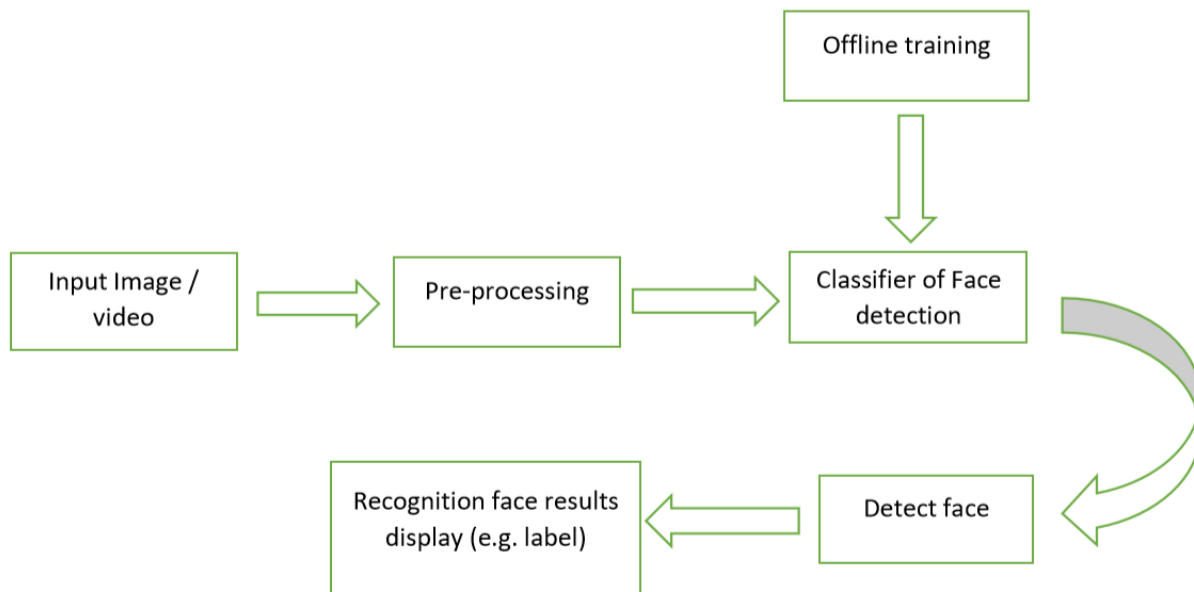 Offline training
Input Image /
video
Pre-processing
Classifier of Face
detection
Detect face
Recognition face results
display (e.g. label)